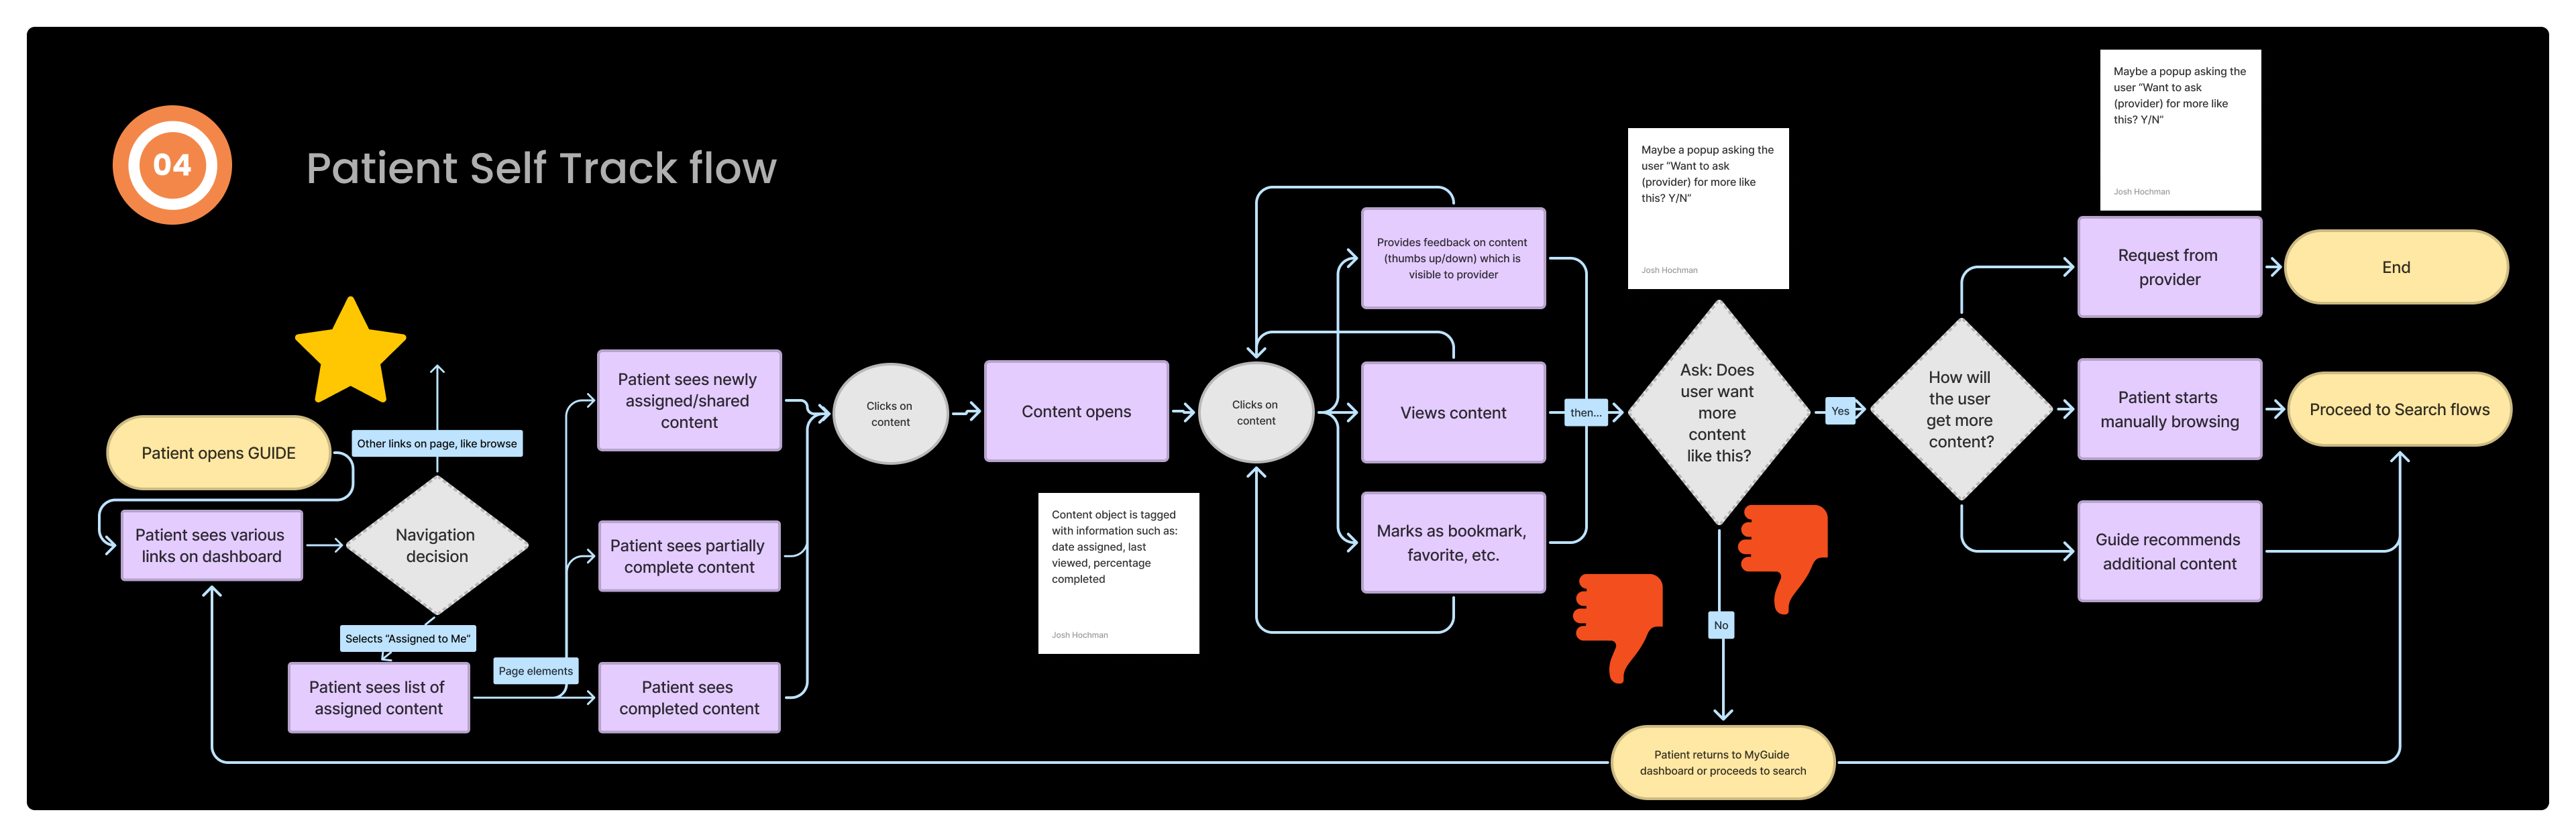 04
Patient Self Track flow
Patient opens GUIDE
Patient sees various
links on dashboard
Other links on page, like browse
Navigation
decision
Selects “Assigned to Me”
Patient sees list of
assigned content
Page elements
Patient sees newly
assigned/shared
content
Patient sees partially
complete content
Patient sees
completed content
Clicks on
content
Content opens
Content object is tagged
with information such as:
date assigned, last
viewed, percentage
completed
Josh Hochman
Clicks on
content
Provides feedback on content
(thumbs up/down) which is
visible to provider
Views content
Marks as bookmark,
favorite, etc.
then...
Maybe a popup asking the
user “Want to ask
(provider) for more like
this? Y/N”
Josh Hochman
Ask: Does
user want
more
content
like this?
No
Patient returns to MyGuide
dashboard or proceeds to search
Yes
How will
the user
get more
content?
Maybe a popup asking the
user “Want to ask
(provider) for more like
this? Y/N”
Josh Hochman
Request from
provider
End
Patient starts
manually browsing
Proceed to Search flows
Guide recommends
additional content